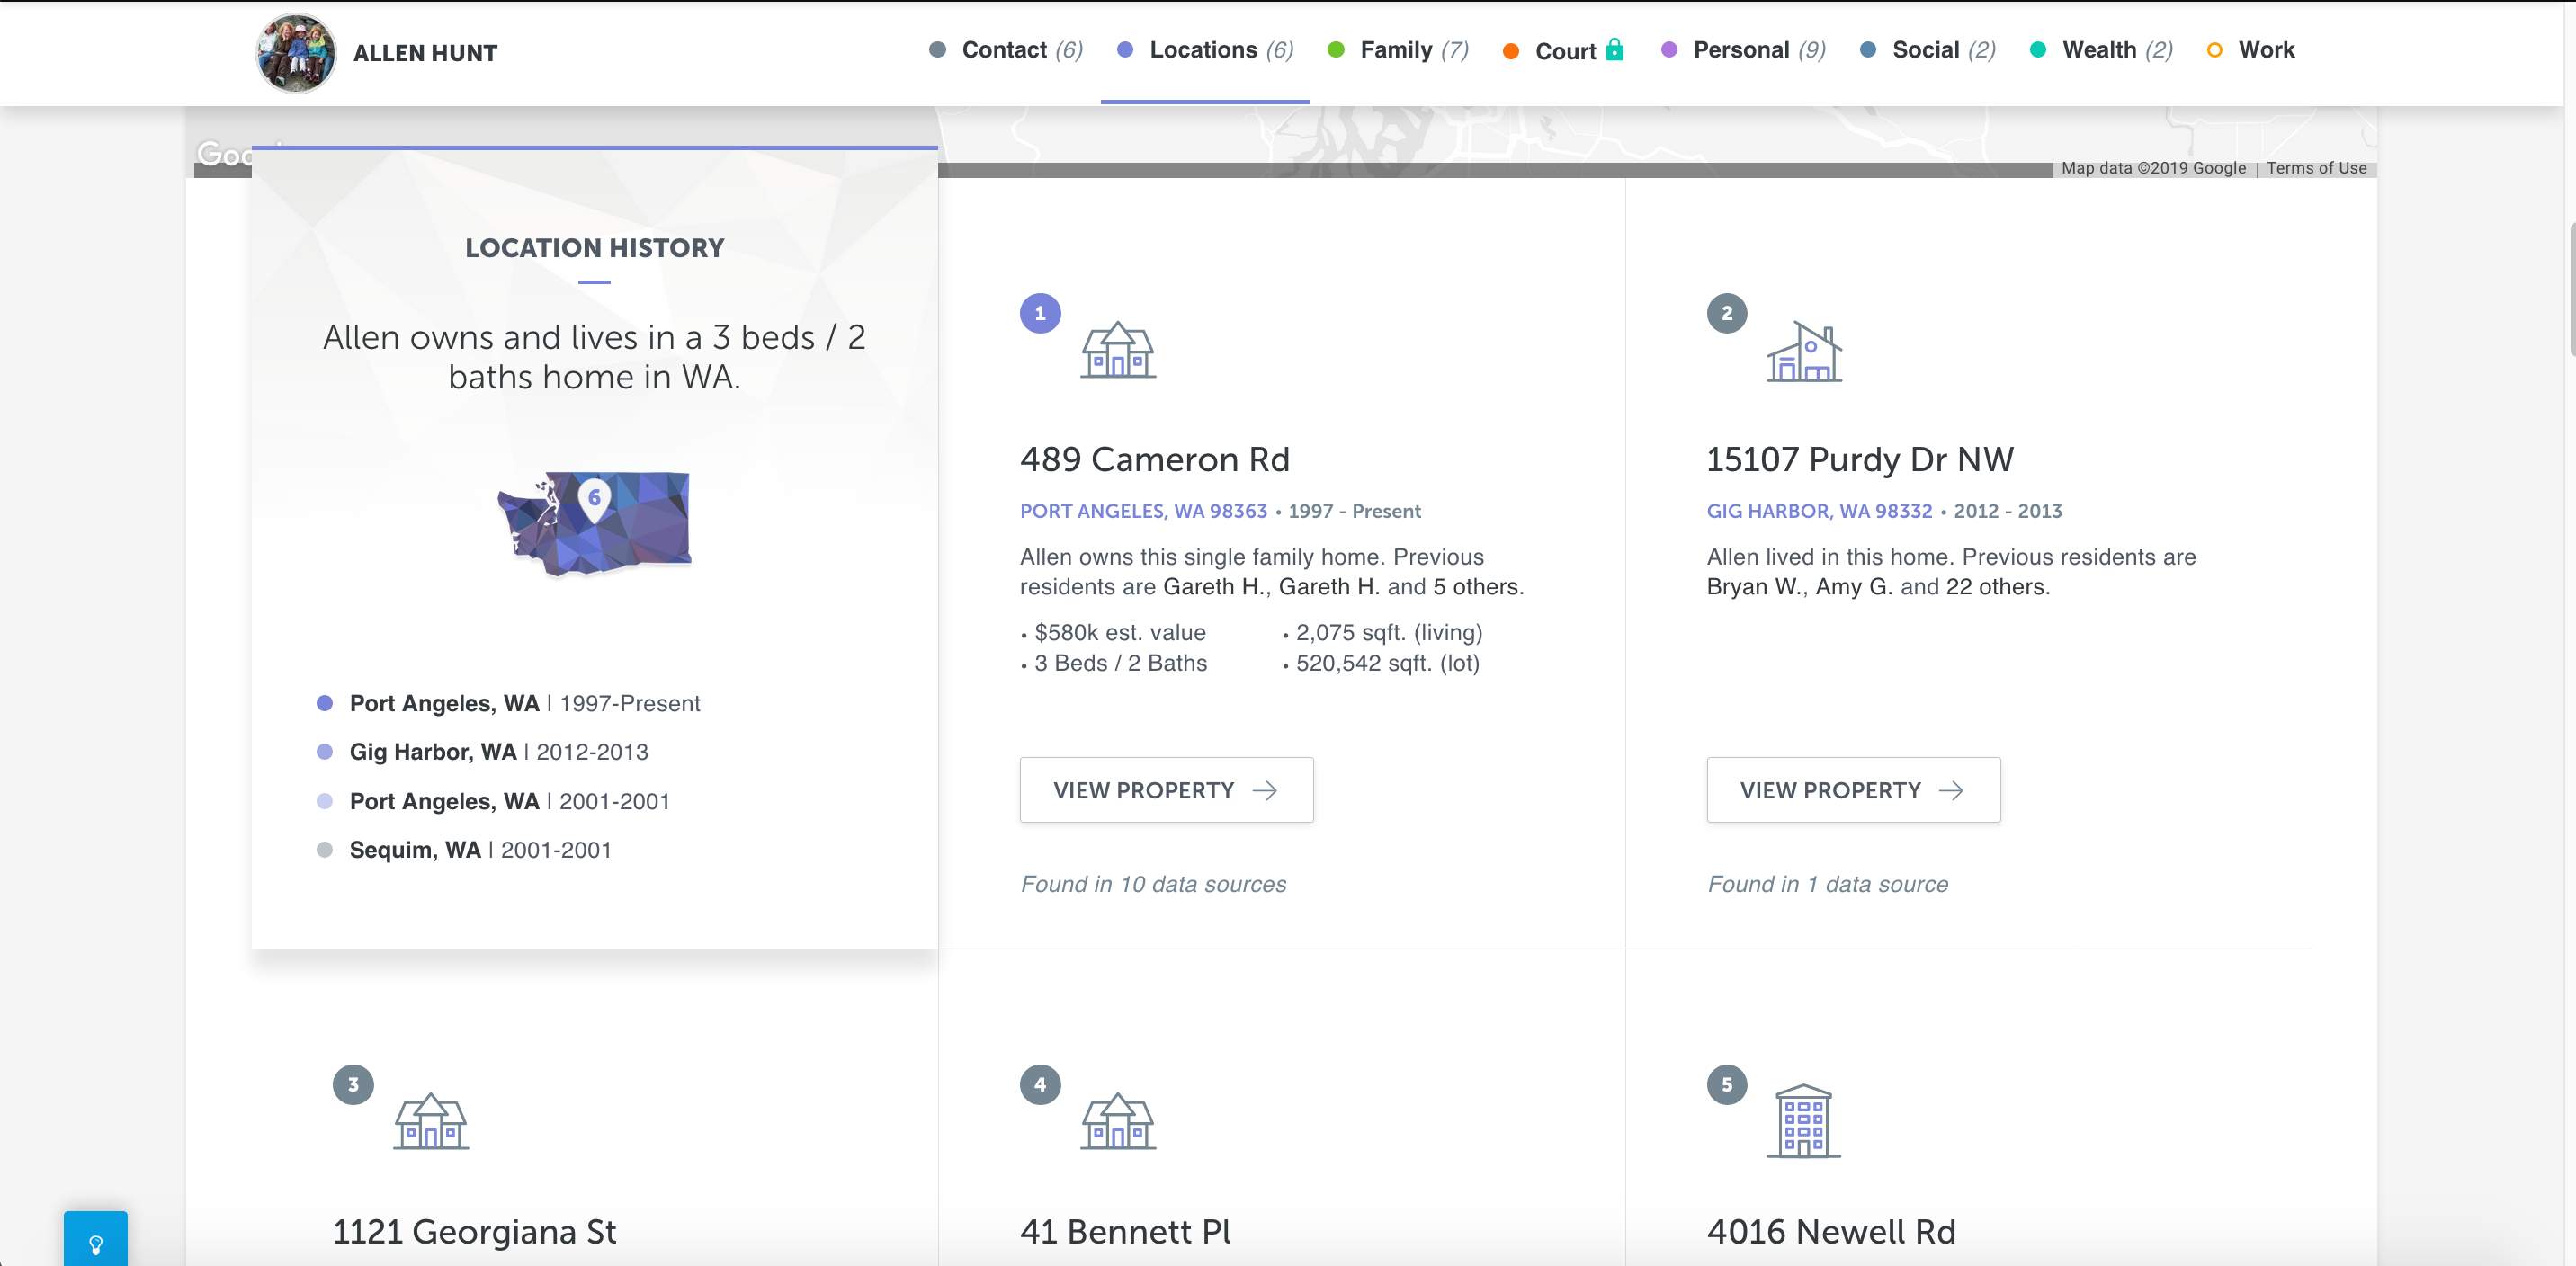 ALLEN HUNT
Contact (6)
Locations (6)
Family (7)
Court
Personal (9)
Social (2)
Wealth (2)
Work
Map data ©2019 Google | Terms of Use
LOCATION HISTORY
Allen owns and lives in a 3 beds / 2
baths home in WA.
6
Port Angeles, WA | 1997-Present
Gig Harbor, WA | 2012-2013
Port Angeles, WA | 2001-2001
Sequim, WA | 2001-2001
1
489 Cameron Rd
PORT ANGELES, WA 98363 • 1997 - Present
Allen owns this single family home. Previous
residents are Gareth H., Gareth H. and 5 others.
• $580k est. value
• 2,075 sqft. (living)
• 3 Beds / 2 Baths
• 520,542 sqft. (lot)
VIEW PROPERTY →
Found in 10 data sources
2
15107 Purdy Dr NW
GIG HARBOR, WA 98332 • 2012 - 2013
Allen lived in this home. Previous residents are
Bryan W., Amy G. and 22 others.
VIEW PROPERTY →
Found in 1 data source
3
1121 Georgiana St
4
41 Bennett Pl
5
4016 Newell Rd